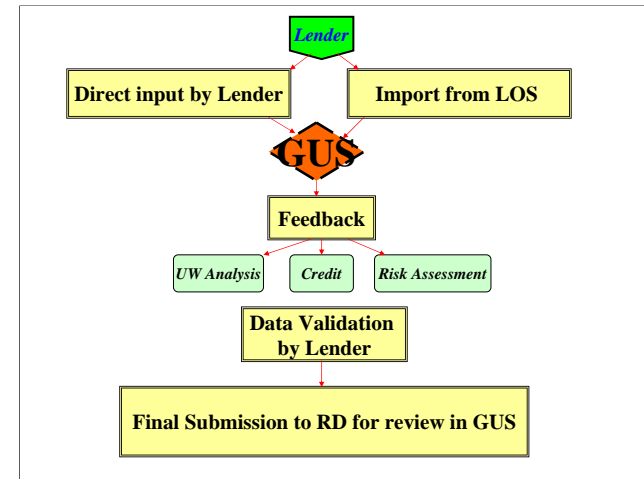 Lender
Direct input by Lender
Import from LOS
GUS
Feedback
UW Analysis
Credit
Risk Assessment
Data Validation
by Lender
Final Submission to RD for review in GUS